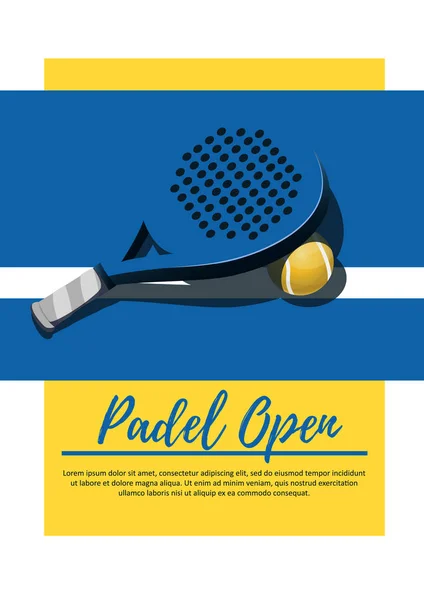 Padel Open
Lorem ipsum dolor sit amet, consectetur adipiscing elit, sed do
eiusmod tempor incididunt ut labore et dolore
magna aliqua. Ut enim ad minim veniam, quis nostrud exercitation
ullamco laboris nisi ut aliquip ex ea commodo consequat.